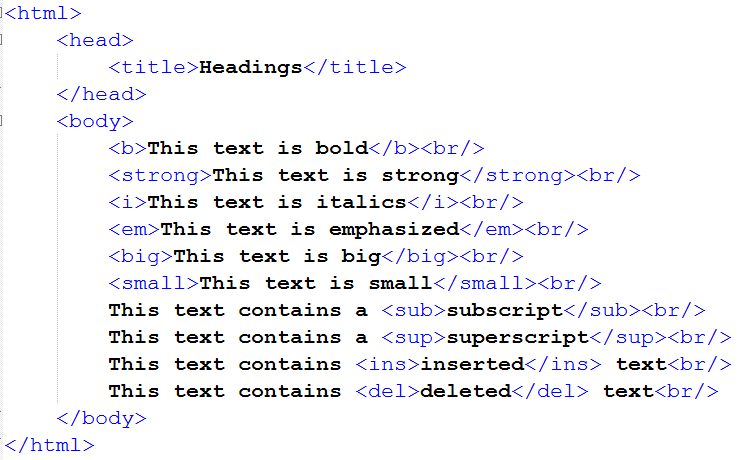 <html>
    <head>
        <title>Headings</title>
    </head>
    <body>
        <b>This text is bold</b><br/>
        <strong>This text is strong</strong><br/>
        <i>This text is italics</i><br/>
        <em>This text is emphasized</em><br/>
        <big>This text is big</big><br/>
        <small>This text is small</small><br/>
        This text contains a <sub>subscript</sub><br/>
        This text contains a <sup>superscript</sup><br/>
        This text contains <ins>inserted</ins> text<br/>
        This text contains <del>deleted</del> text<br/>
    </body>
</html>